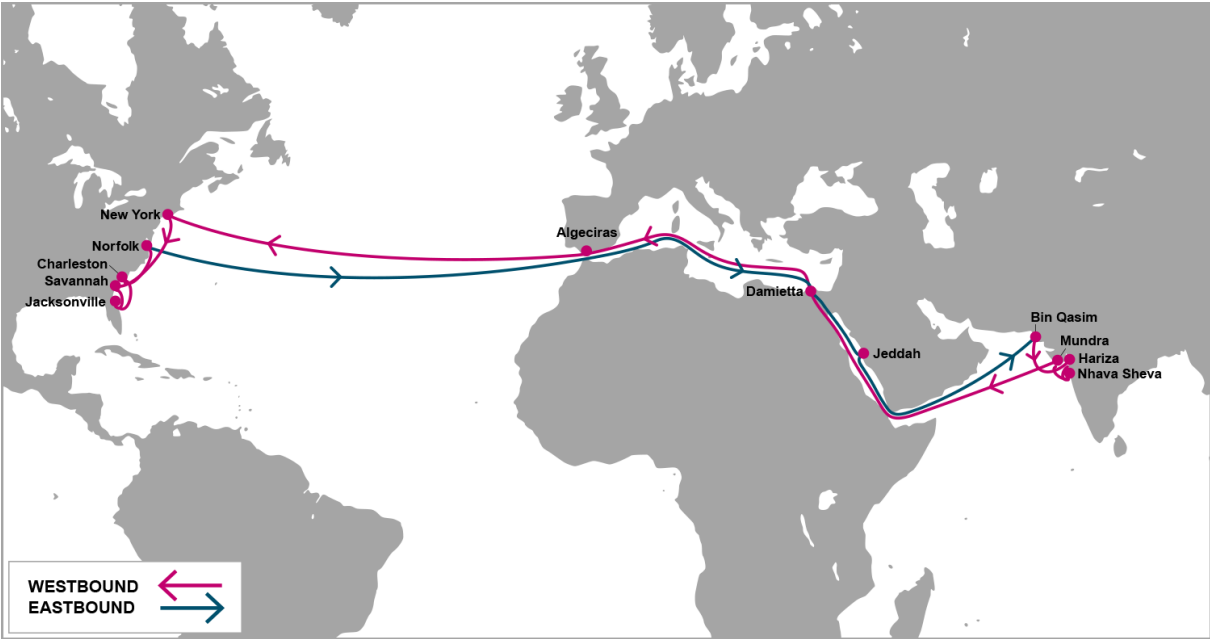 New York
Norfolk
Charleston
Savannah
Jacksonville
Algeciras
Damietta
Jeddah
Bin Qasim
Mundra
Hariza
Nhava Sheva
WESTBOUND
EASTBOUND